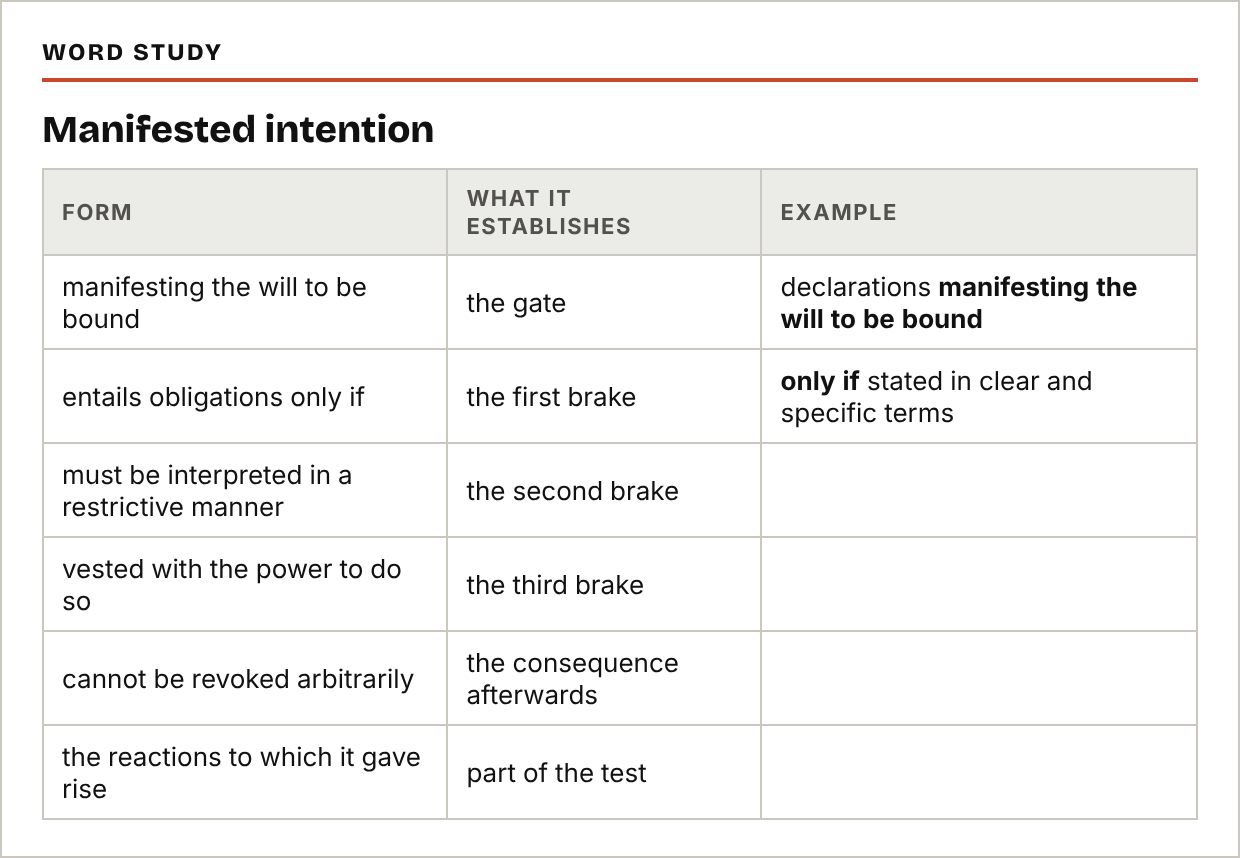 WORD STUDY
Manifested intention
FORM
WHAT IT
ESTABLISHES
EXAMPLE
manifesting the will to be
bound
the gate
declarations manifesting the
will to be bound
entails obligations only if
the first brake
only if stated in clear and
specific terms
must be interpreted in a
restrictive manner
the second brake
vested with the power to do
so
the third brake
cannot be revoked arbitrarily
the consequence
afterwards
the reactions to which it gave
rise
part of the test